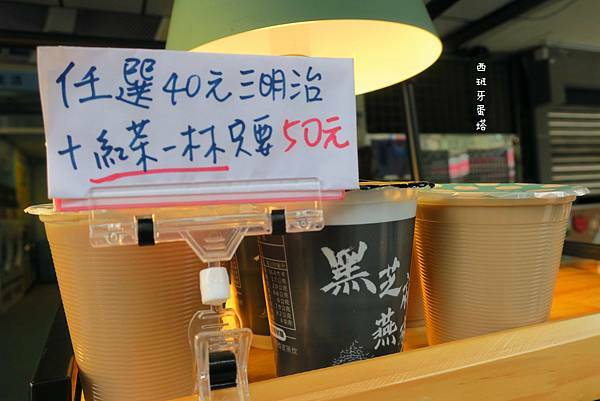 任選40元三明治
+紅茶一杯只要50元
西班牙蛋塔
黑芝麻
燕